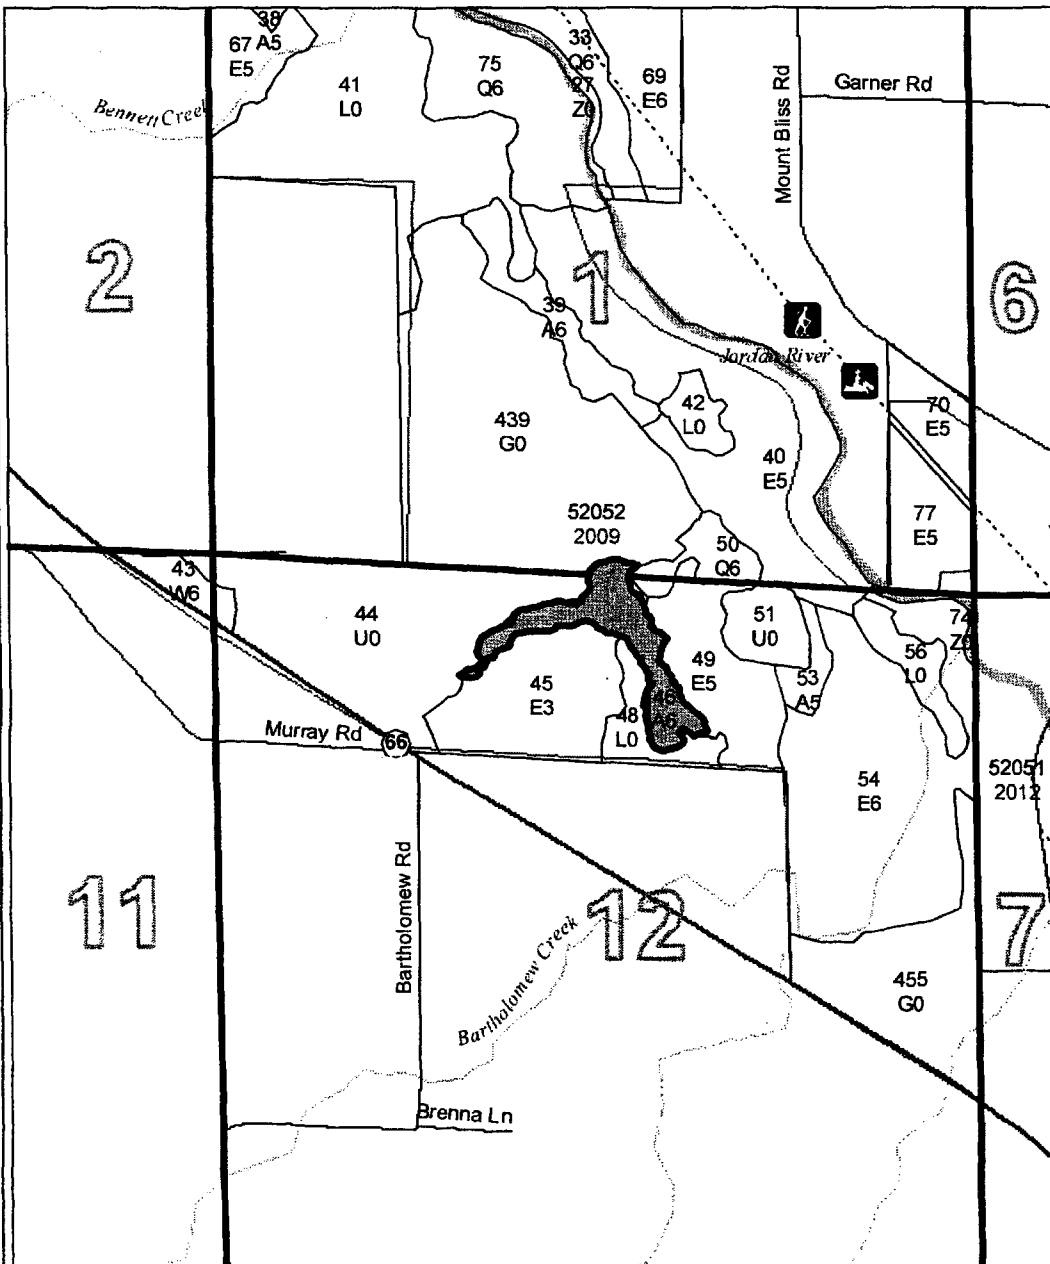 38
A5
67
E5
41
L0
75
Q6
33
Q6
27
Z0
69
E6
Mount Bliss Rd
Garner Rd
Bennett Creek
2
1
6
39
A6
Jordan River
42
L0
439
G0
40
E5
70
E5
77
E5
52052
2009
50
Q6
43
W6
44
U0
51
U0
74
Z0
56
L0
49
E5
53
A5
45
E3
46
A6
48
L0
Murray Rd
66
54
E6
52051
2012
Bartholomew Rd
11
12
7
Bartholomew Creek
455
G0
Brenna Ln